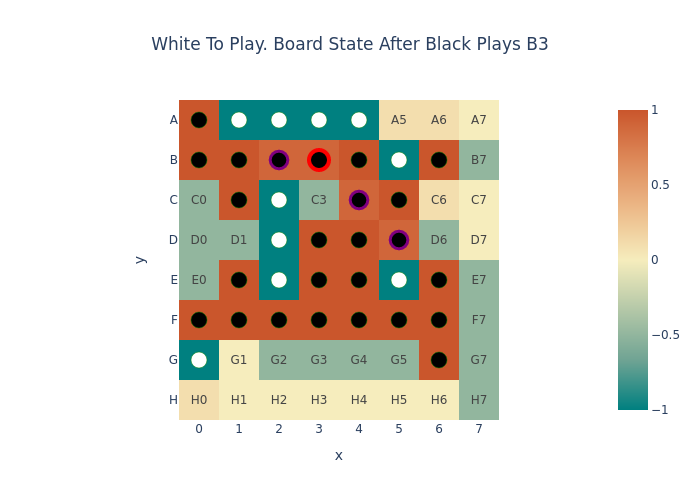 White To Play. Board State After Black Plays B3
A A5 A6 A7
B B7
C C0 C3 C6 C7
D D0 D1 D6 D7
E E0 E7
F F7
G G1 G2 G3 G4 G5 G7
H H0 H1 H2 H3 H4 H5 H6 H7
0 1 2 3 4 5 6 7
x
y
1
0.5
0
−0.5
−1